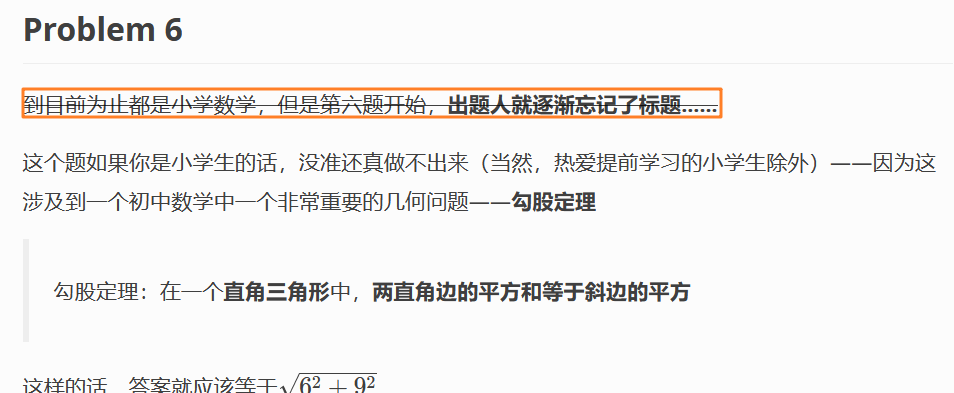 Problem 6
到目前为止都是小学数学，但是第六题开始，出题人就逐渐忘记了标题……
这个题如果你是小学生的话，没准还真做不出来（当然，热爱提前学习的小学生除外）——因为这
涉及到一个初中数学中一个非常重要的几何问题——勾股定理
勾股定理：在一个直角三角形中，两直角边的平方和等于斜边的平方
这样的话，答案就应该等于√6²+9²